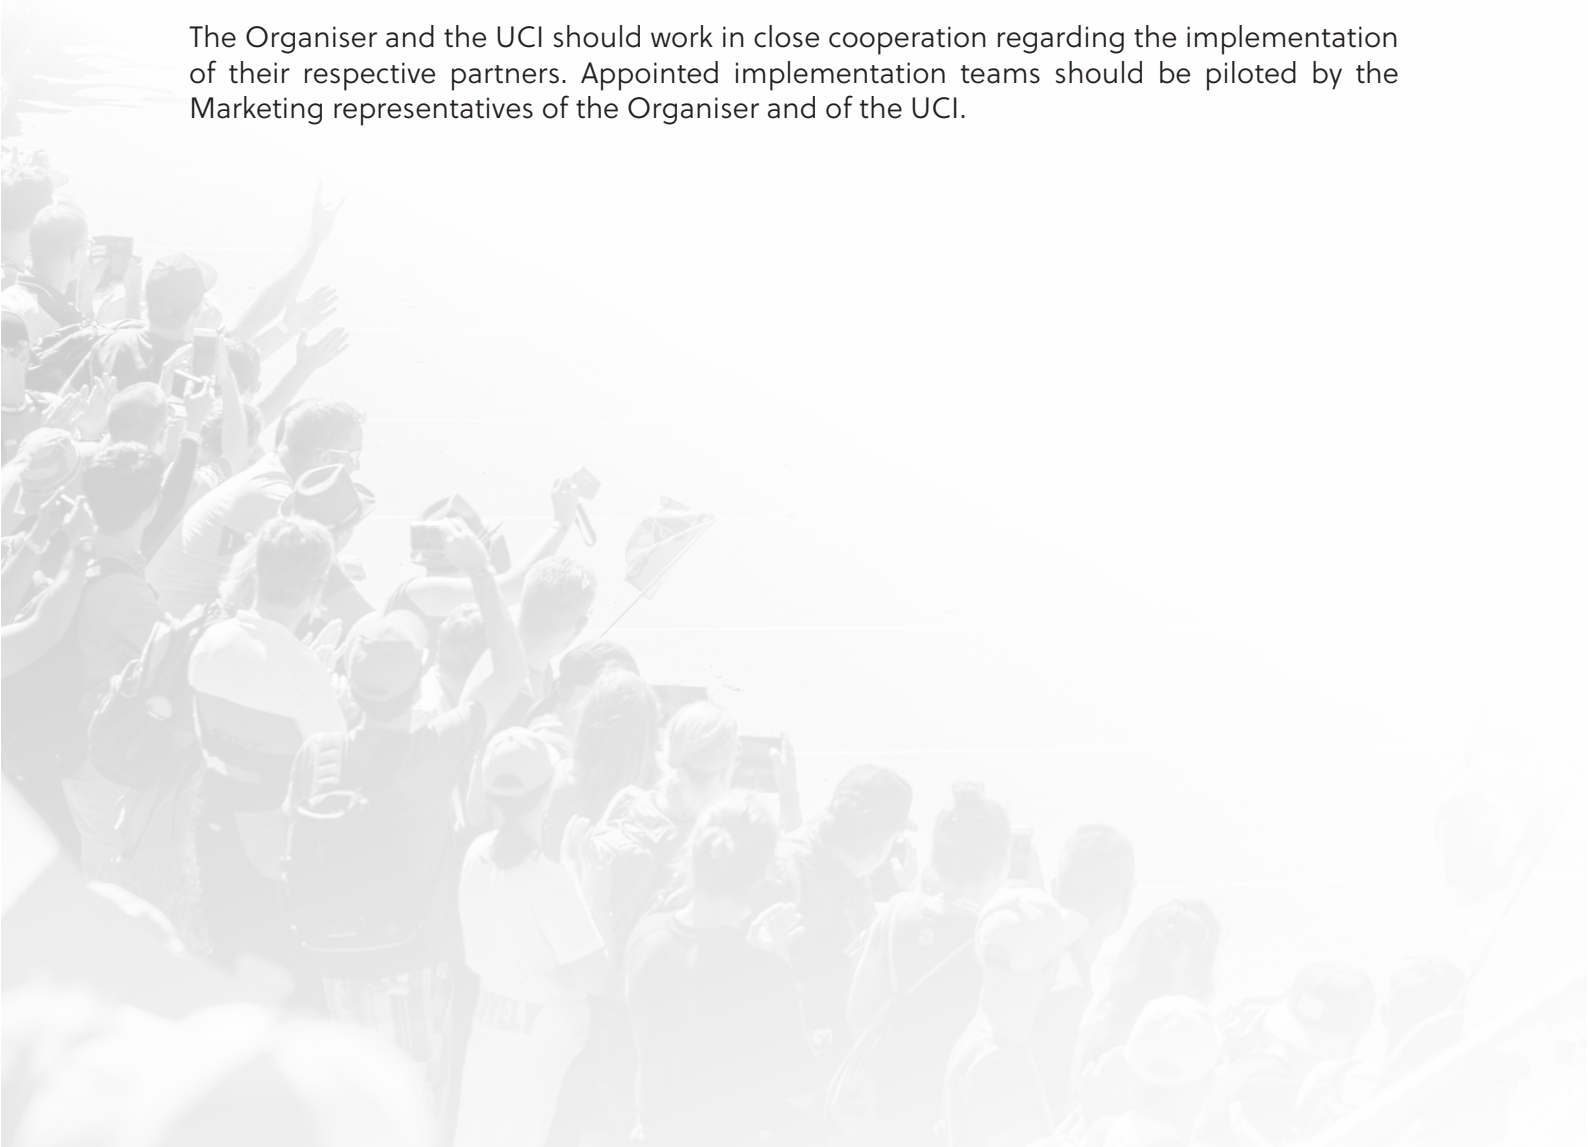 The Organiser and the UCI should work in close cooperation regarding the implementation
of their respective partners. Appointed implementation teams should be piloted by the
Marketing representatives of the Organiser and of the UCI.